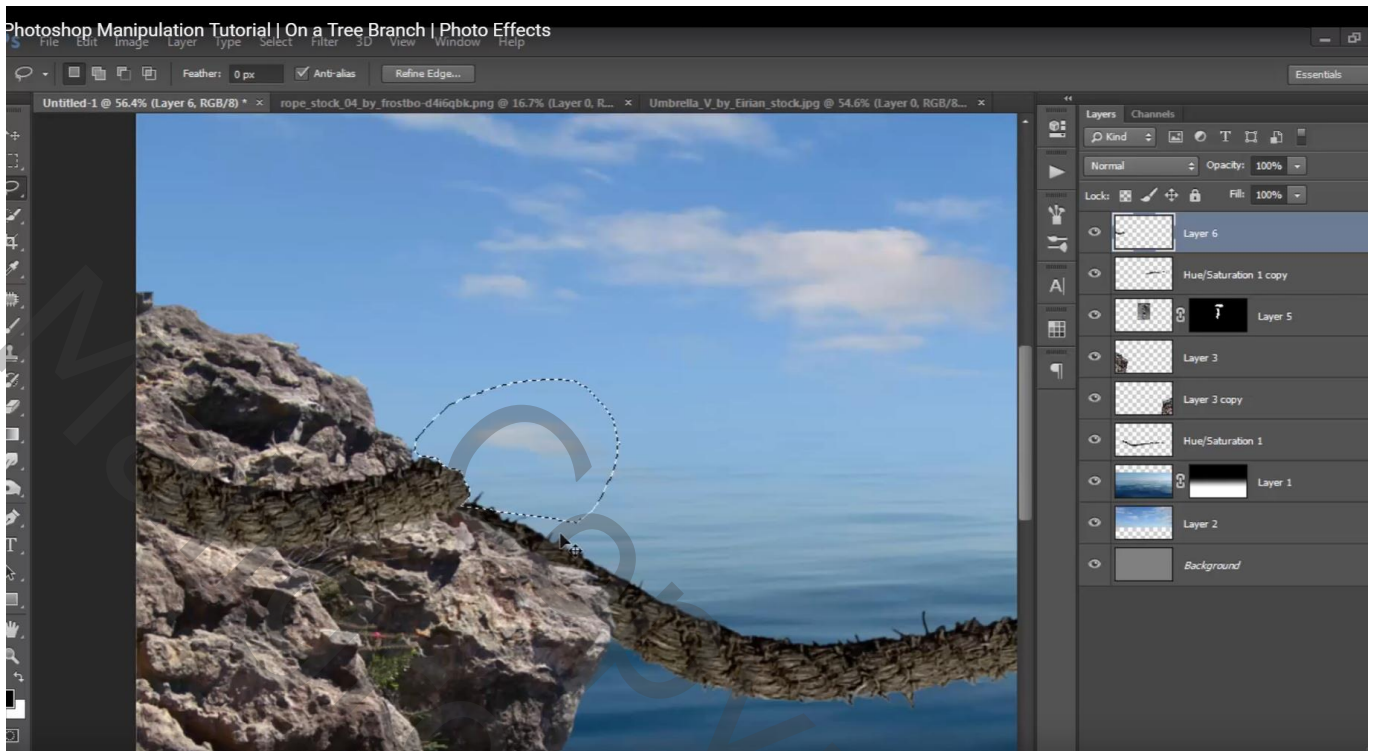 Photoshop Manipulation Tutorial | On a Tree Branch | Photo Effects
Ps File Edit Image Layer Type Select Filter 3D View Window Help
Feather: 0 px Anti-alias Refine Edge... Essentials
Untitled-1 @ 56.4% (Layer 6, RGB/8) * × rope_stock_04_by_frostbo-d4i6qbk.png @ 16.7% (Layer 0, R... × Umbrella_V_by_Eirian_stock.jpg @ 54.6% (Layer 0, RGB/8... ×
Layers Channels
Kind T
Normal Opacity: 100%
Lock: Fill: 100%
Layer 6
Hue/Saturation 1 copy
Layer 5
Layer 3
Layer 3 copy
Hue/Saturation 1
Layer 1
Layer 2
Background